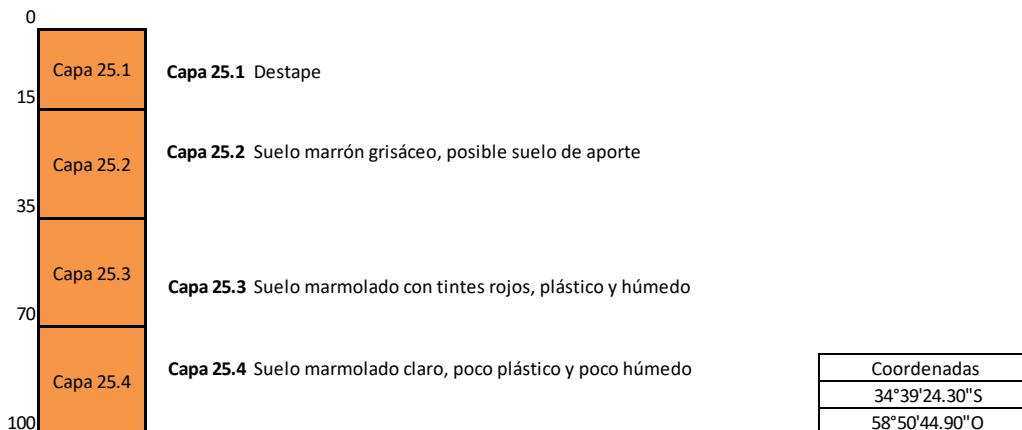 0
Capa 25.1
Capa 25.1 Destape
15
Capa 25.2 Suelo marrón grisáceo, posible suelo de aporte
Capa 25.2
35
Capa 25.3
Capa 25.3 Suelo marmolado con tintes rojos, plástico y húmedo
70
Capa 25.4 Suelo marmolado claro, poco plástico y poco húmedo
Capa 25.4
Coordenadas
34°39'24.30"S
100
58°50'44.90"O